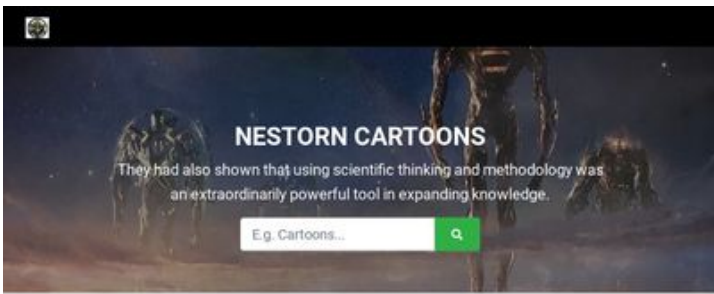 NESTORN CARTOONS
They had also shown that using scientific thinking and methodology was
an extraordinarily powerful tool in expanding knowledge.
E.g. Cartoons...